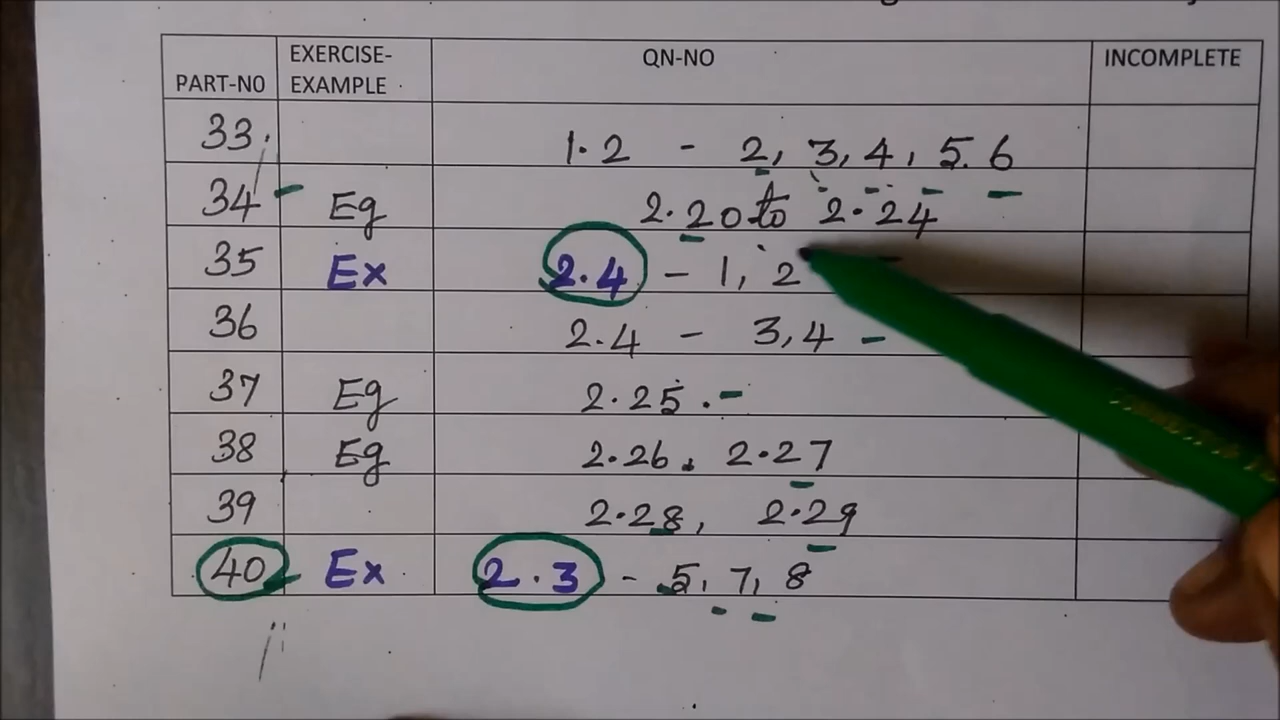 PART-NO EXERCISE-EXAMPLE QN-NO INCOMPLETE
33 1.2 - 2, 3, 4, 5. 6
34 Eg 2.20 to 2.24
35 Ex 2.4 - 1, 2
36 2.4 - 3, 4
37 Eg 2.25.
38 Eg 2.26. 2.27
39 2.28, 2.29
40 Ex 2.3 - 5, 7, 8